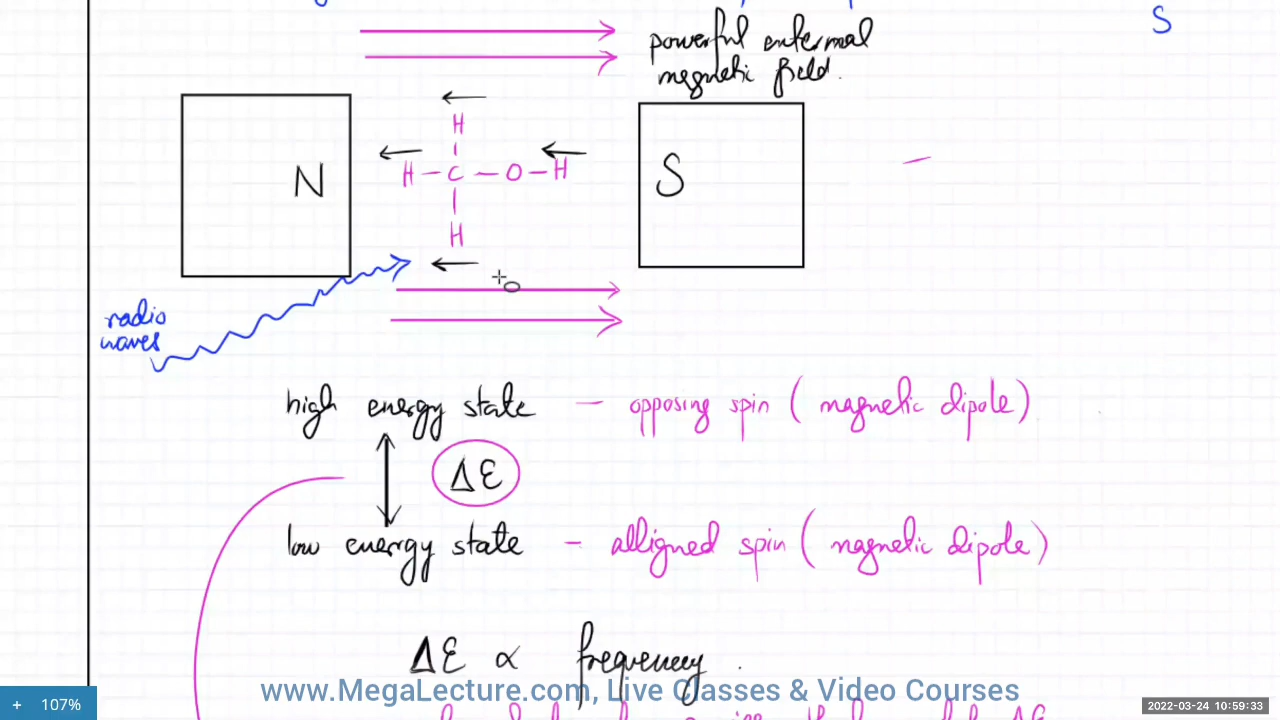 S
powerful external
magnetic field.
N
S
H
H - C - O - H
H
radio
waves
high energy state - opposing spin ( magnetic dipole )
ΔE
low energy state - alligned spin ( magnetic dipole )
ΔE ∝ frequency .
www.MegaLecture.com, Live Classes & Video Courses
+ 107%
2022-03-24 10:59:33